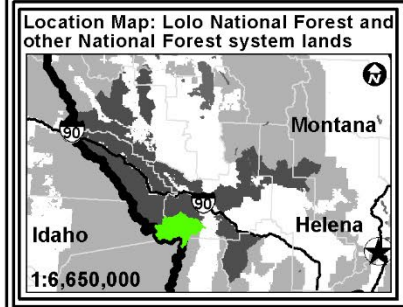 Location Map: Lolo National Forest and
other National Forest system lands
N
90
Montana
90
Idaho
Helena
1:6,650,000